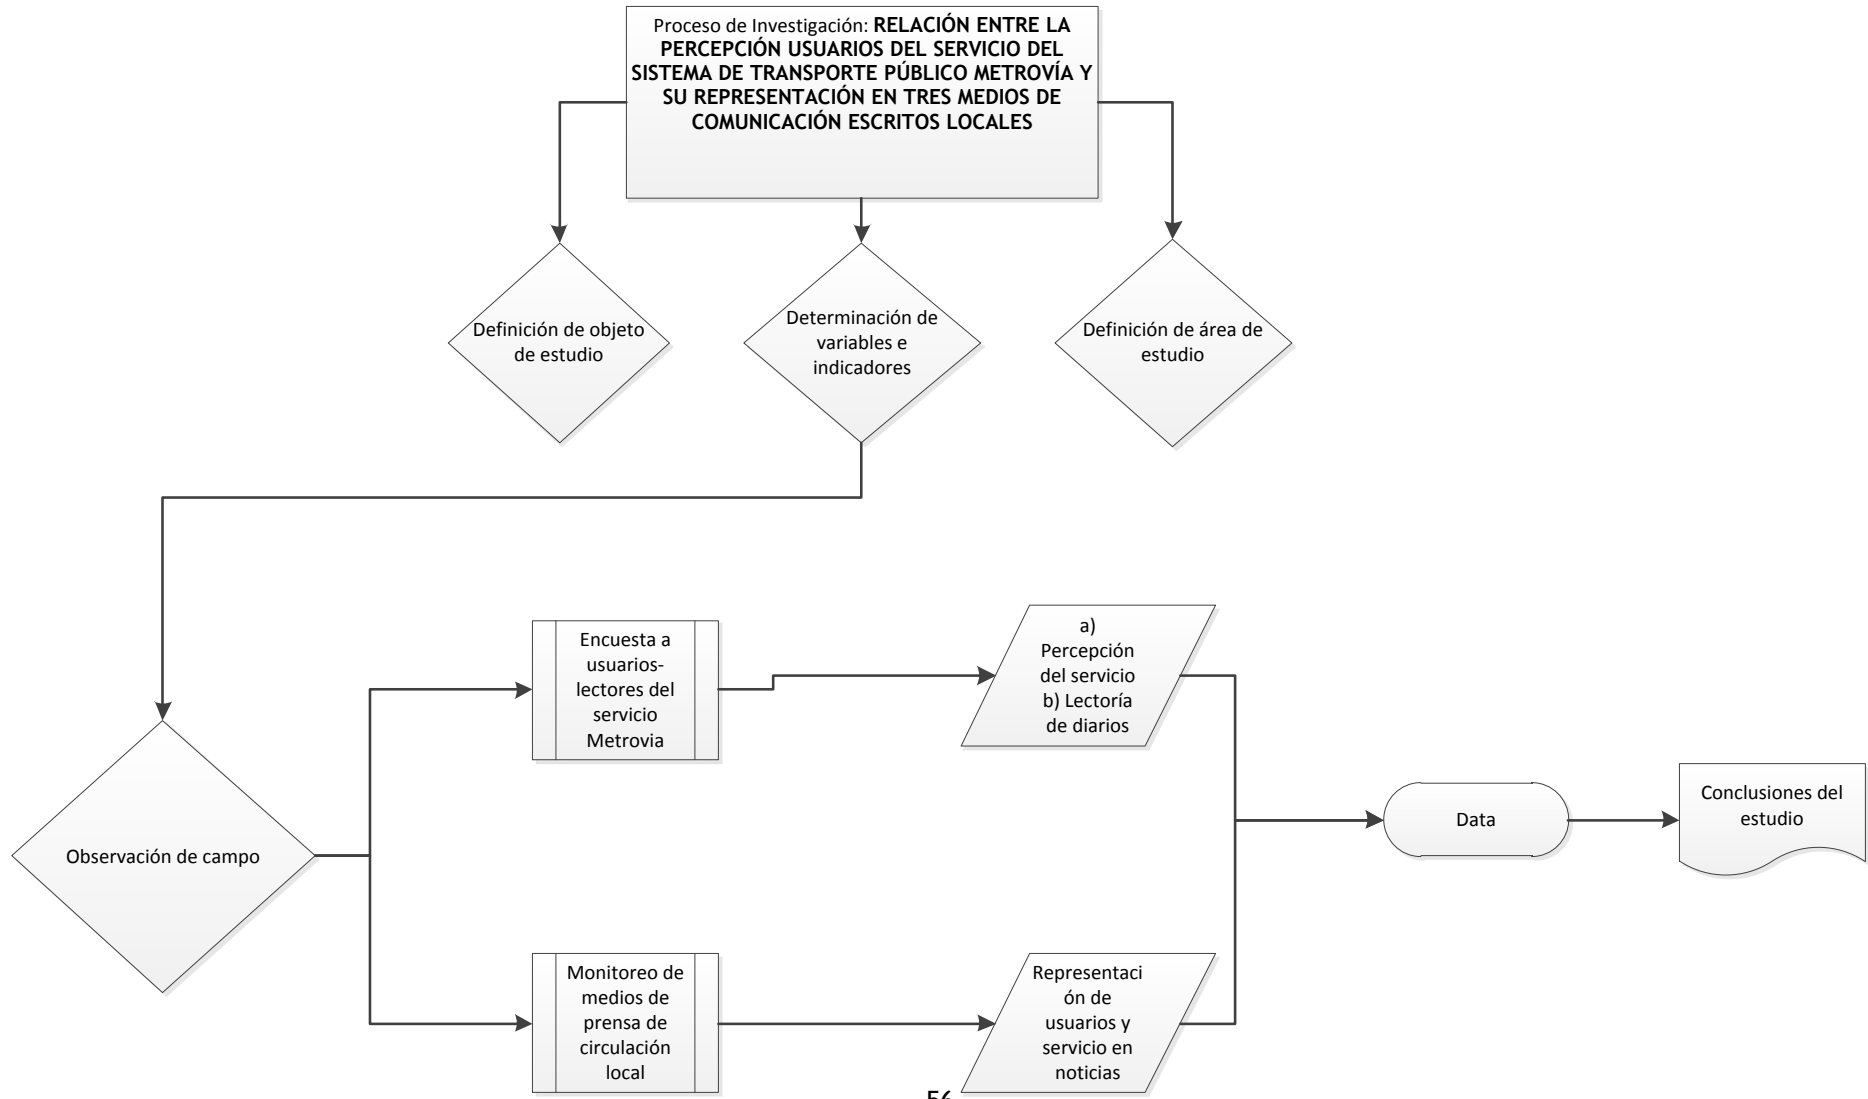 Proceso de Investigación: RELACIÓN ENTRE LA
PERCEPCIÓN USUARIOS DEL SERVICIO DEL
SISTEMA DE TRANSPORTE PÚBLICO METROVÍA Y
SU REPRESENTACIÓN EN TRES MEDIOS DE
COMUNICACIÓN ESCRITOS LOCALES
Definición de objeto
de estudio
Determinación de
variables e
indicadores
Definición de área de
estudio
Observación de campo
Encuesta a
usuarios-
lectores del
servicio
Metrovia
a)
Percepción
del servicio
b) Lectoría
de diarios
Monitoreo de
medios de
prensa de
circulación
local
Representaci
ón de
usuarios y
servicio en
noticias
Data
Conclusiones del
estudio
56